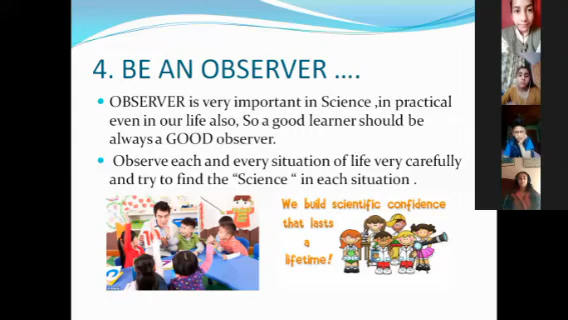 4. BE AN OBSERVER ….
• OBSERVER is very important in Science ,in practical
even in our life also, So a good learner should be
always a GOOD observer.
• Observe each and every situation of life very carefully
and try to find the “Science “ in each situation .
We build scientific confidence
that lasts
a
lifetime!